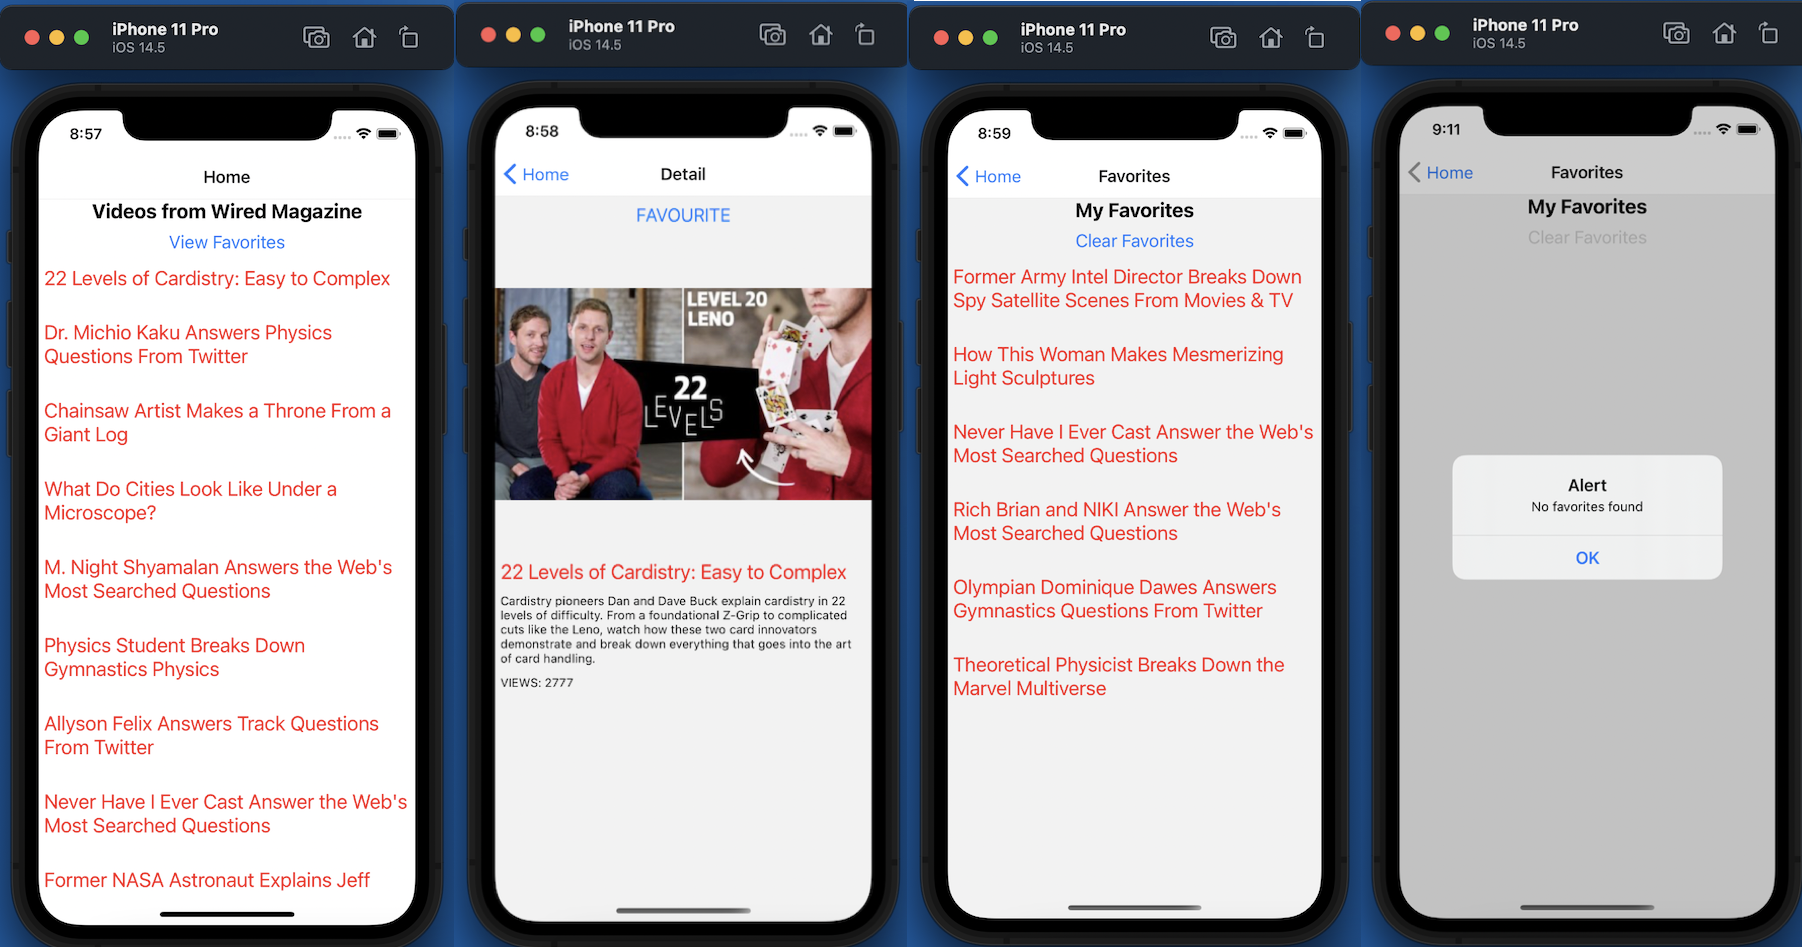 iPhone 11 Pro
iOS 14.5
8:57
Home
Videos from Wired Magazine
View Favorites
22 Levels of Cardistry: Easy to Complex
Dr. Michio Kaku Answers Physics
Questions From Twitter
Chainsaw Artist Makes a Throne From a
Giant Log
What Do Cities Look Like Under a
Microscope?
M. Night Shyamalan Answers the Web's
Most Searched Questions
Physics Student Breaks Down
Gymnastics Physics
Allyson Felix Answers Track Questions
From Twitter
Never Have I Ever Cast Answer the Web's
Most Searched Questions
Former NASA Astronaut Explains Jeff
iPhone 11 Pro
iOS 14.5
8:58
Home
Detail
FAVOURITE
LEVEL 20
LENO
22
LEVELS
22 Levels of Cardistry: Easy to Complex
Cardistry pioneers Dan and Dave Buck explain cardistry in 22
levels of difficulty. From a foundational Z-Grip to complicated
cuts like the Leno, watch how these two card innovators
demonstrate and break down everything that goes into the art
of card handling.
VIEWS: 2777
iPhone 11 Pro
iOS 14.5
8:59
Home
Favorites
My Favorites
Clear Favorites
Former Army Intel Director Breaks Down
Spy Satellite Scenes From Movies & TV
How This Woman Makes Mesmerizing
Light Sculptures
Never Have I Ever Cast Answer the Web's
Most Searched Questions
Rich Brian and NIKI Answer the Web's
Most Searched Questions
Olympian Dominique Dawes Answers
Gymnastics Questions From Twitter
Theoretical Physicist Breaks Down the
Marvel Multiverse
iPhone 11 Pro
iOS 14.5
9:11
Home
Favorites
My Favorites
Clear Favorites
Alert
No favorites found
OK